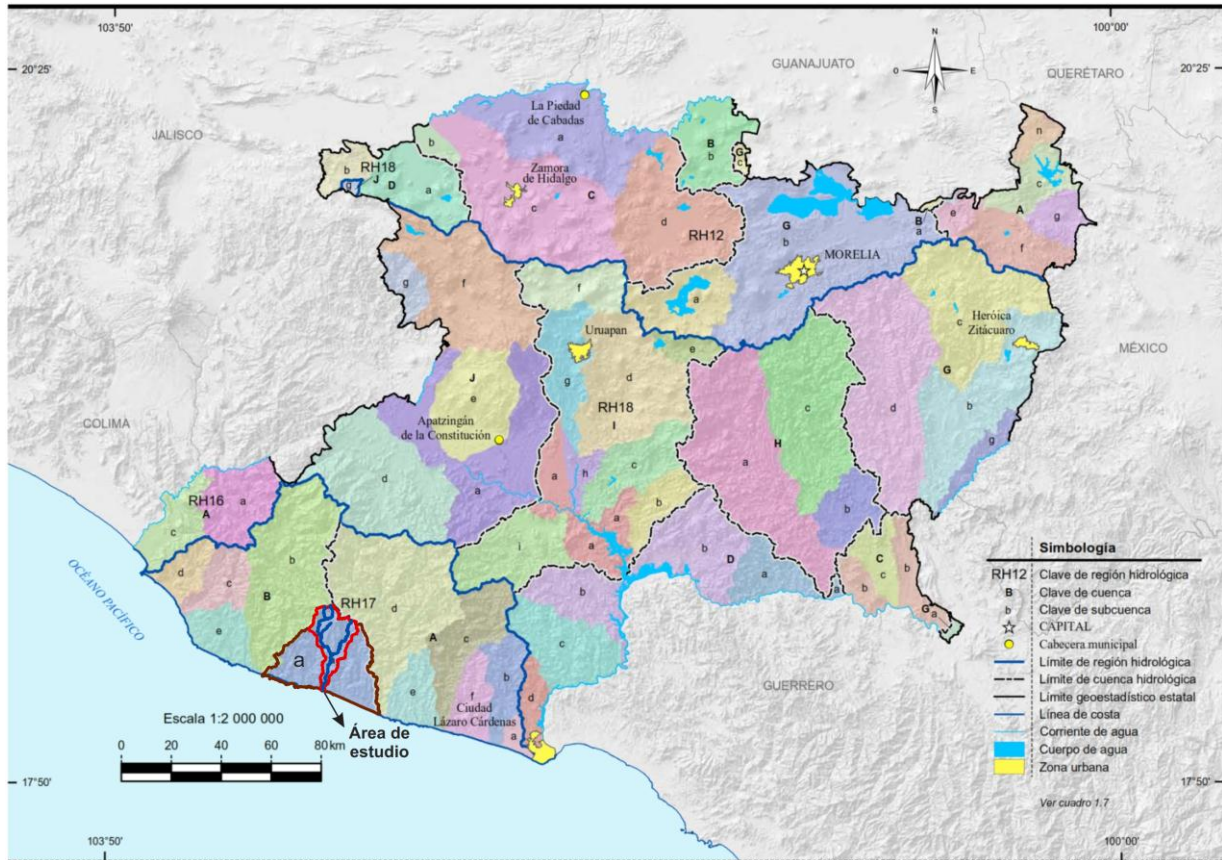 103°50'
100°00'
20°25'
20°25'
N
O
E
S
GUANAJUATO
QUERÉTARO
JALISCO
COLIMA
MÉXICO
GUERRERO
OCÉANO PACÍFICO
La Piedad
de Cabadas
a
b
b
RH18
g
J
D
a
Zamora
de Hidalgo
C
c
d
RH12
B
b
G
c
G
b
B
a
MORELIA
n
c
A
e
g
f
g
f
f
a
Uruapan
e
g
d
RH18
I
J
e
Apatzingán
de la Constitución
d
a
a
h
c
a
b
i
a
b
c
H
a
c
b
d
c
G
b
g
Heróica
Zitácuaro
b
D
a
a
C
c
b
b
G
a
RH16
A
a
c
d
c
b
B
e
RH17
d
A
c
a
e
f
b
d
a
Ciudad
Lázaro Cárdenas
Área de
estudio
Escala 1:2 000 000
0 20 40 60 80 km
Simbología
RH12 Clave de región hidrológica
B Clave de cuenca
b Clave de subcuenca
CAPITAL
Cabecera municipal
Límite de región hidrológica
Límite de cuenca hidrológica
Límite geoestadístico estatal
Línea de costa
Corriente de agua
Cuerpo de agua
Zona urbana
Ver cuadro 1.7
17°50'
17°50'
103°50'
100°00'